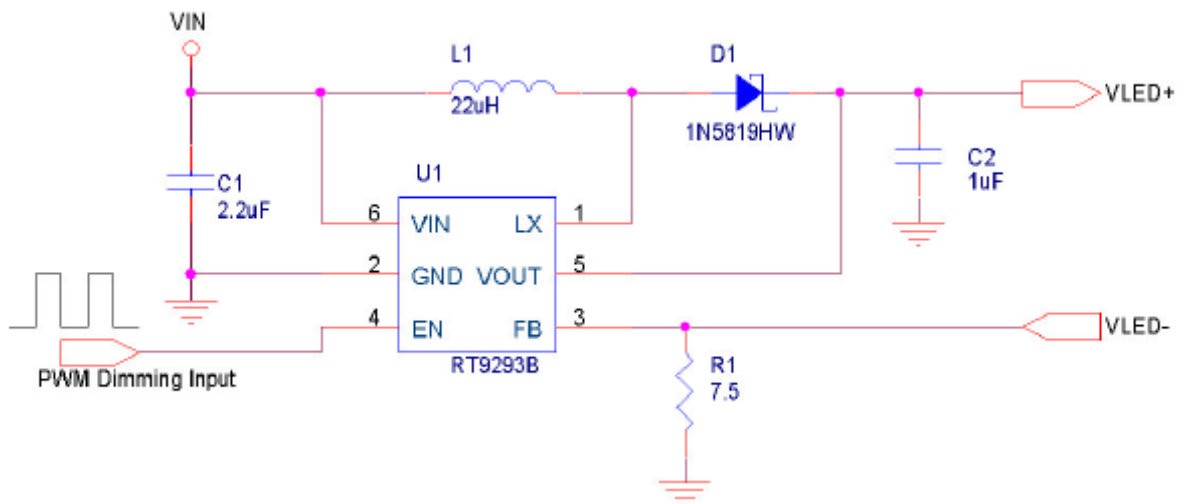 VIN
L1
22uH
D1
1N5819HW
VLED+
C1
2.2uF
C2
1uF
U1
6 VIN LX 1
2 GND VOUT 5
4 EN FB 3
RT9293B
VLED-
PWM Dimming Input
R1
7.5